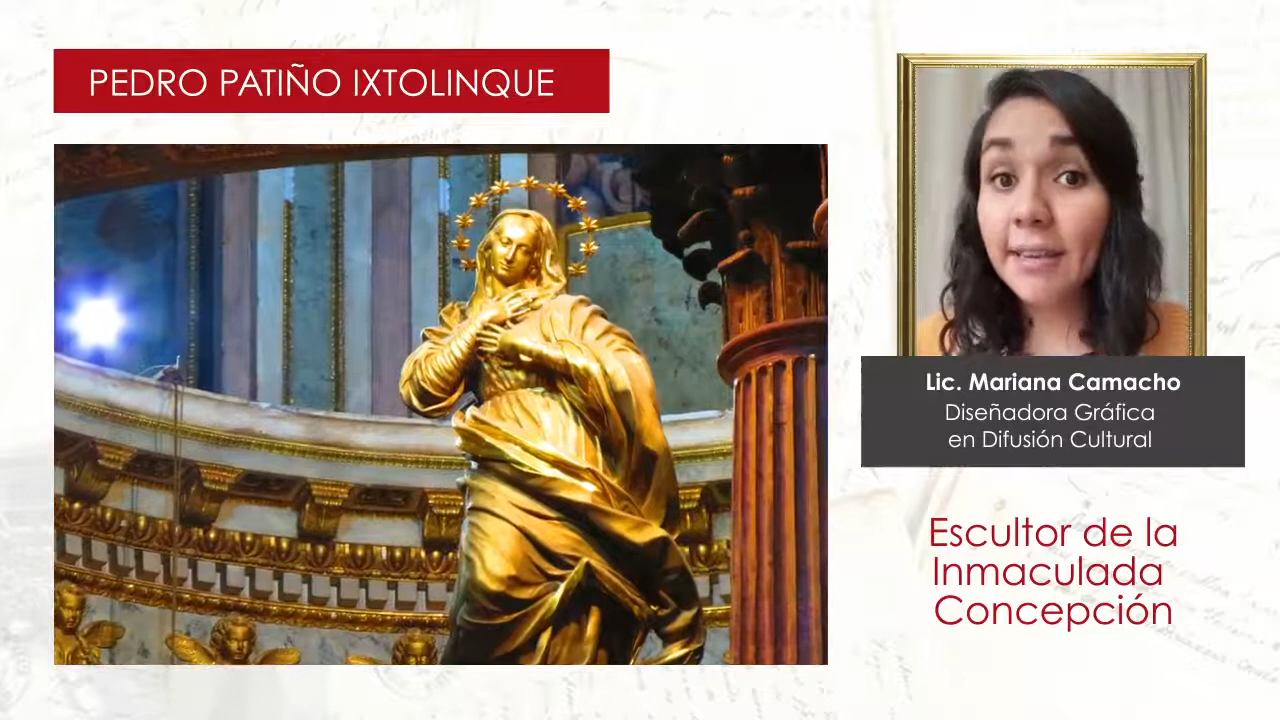 PEDRO PATIÑO IXTOLINQUE
Lic. Mariana Camacho
Diseñadora Gráfica
en Difusión Cultural
Escultor de la
Inmaculada
Concepción